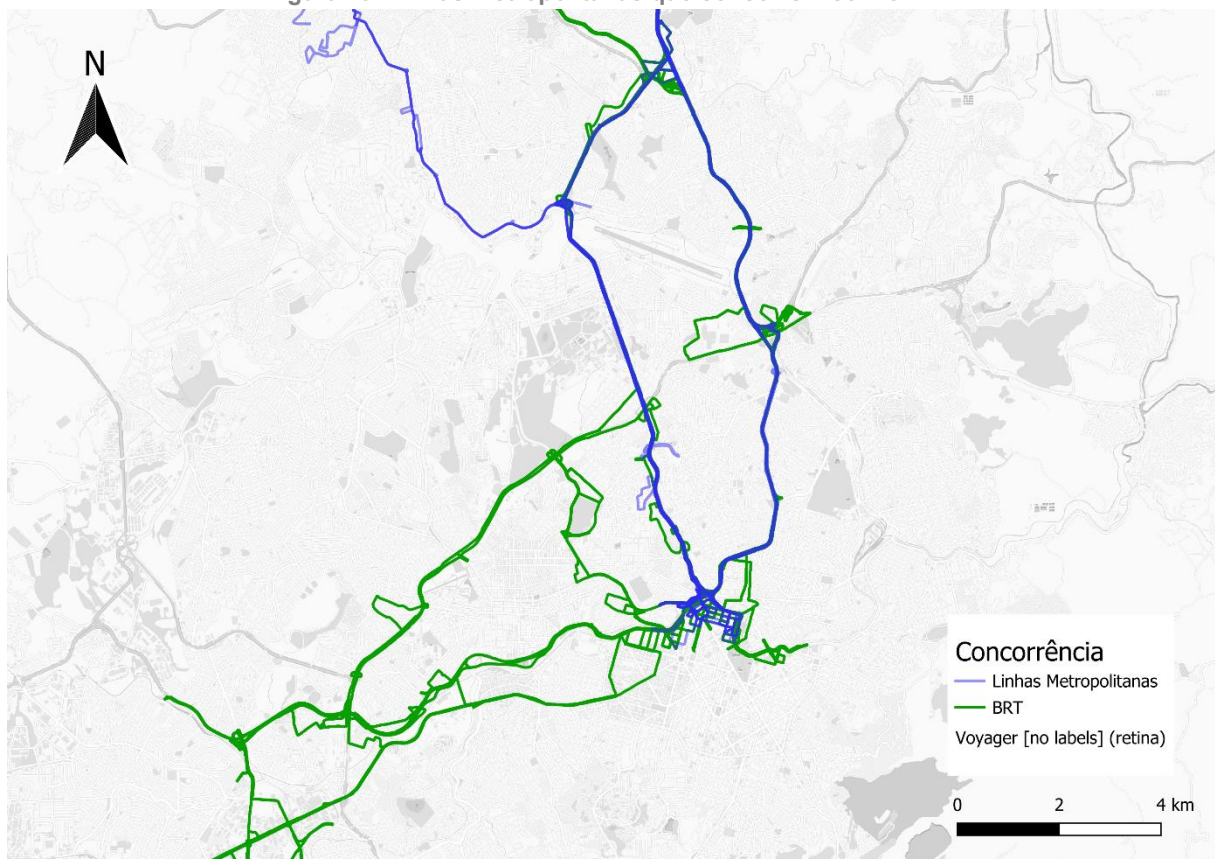 N
Concorrência
Linhas Metropolitanas
BRT
Voyager [no labels] (retina)
0 2 4 km